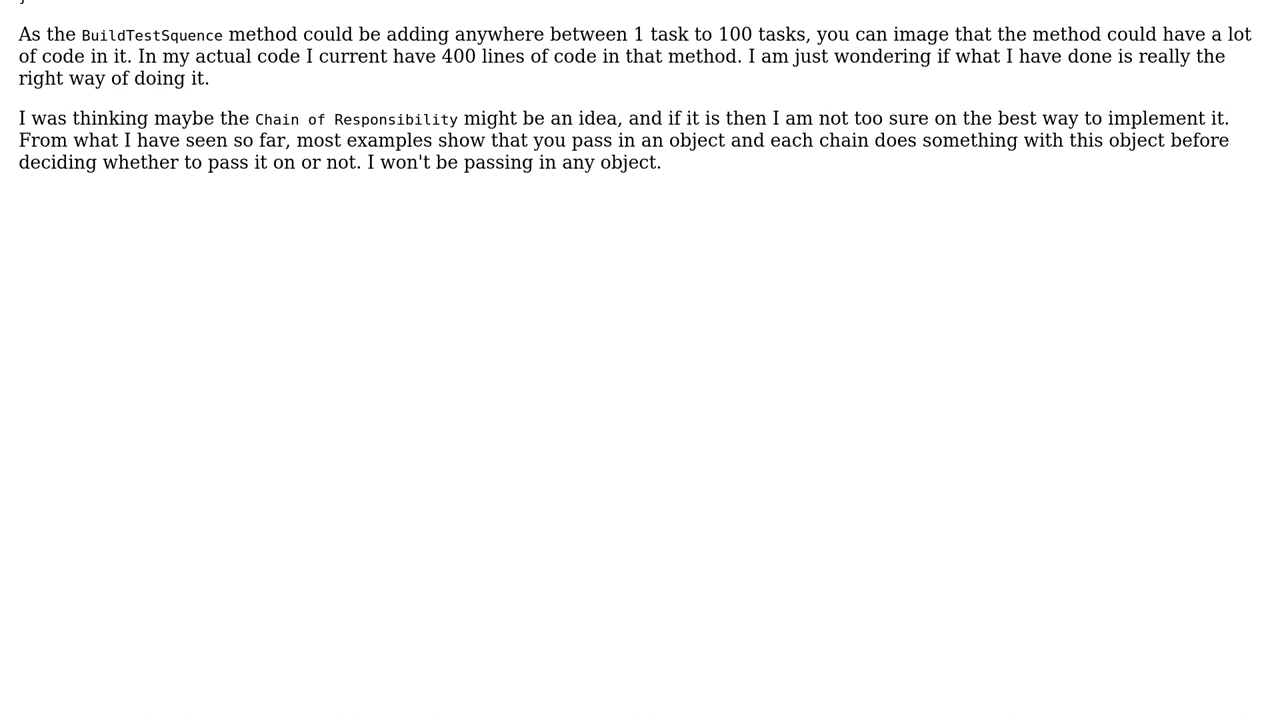 As the BuildTestSquence method could be adding anywhere between 1 task to 100 tasks, you can image that the method could have a lot
of code in it. In my actual code I current have 400 lines of code in that method. I am just wondering if what I have done is really the
right way of doing it.
I was thinking maybe the Chain of Responsibility might be an idea, and if it is then I am not too sure on the best way to implement it.
From what I have seen so far, most examples show that you pass in an object and each chain does something with this object before
deciding whether to pass it on or not. I won't be passing in any object.